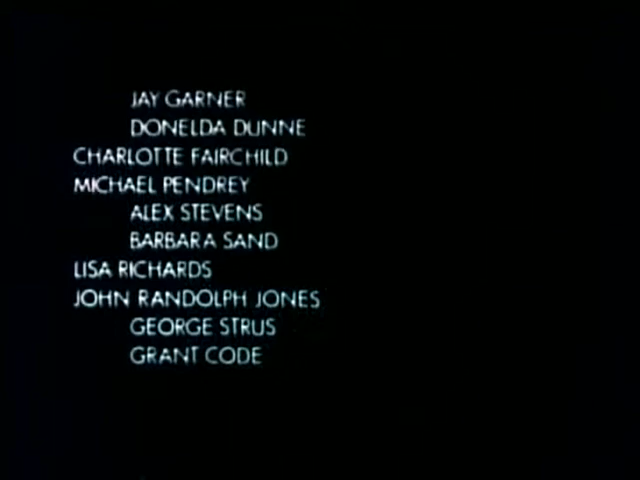 JAY GARNER
DONELDA DUNNE
CHARLOTTE FAIRCHILD
MICHAEL PENDREY
ALEX STEVENS
BARBARA SAND
LISA RICHARDS
JOHN RANDOLPH JONES
GEORGE STRUS
GRANT CODE